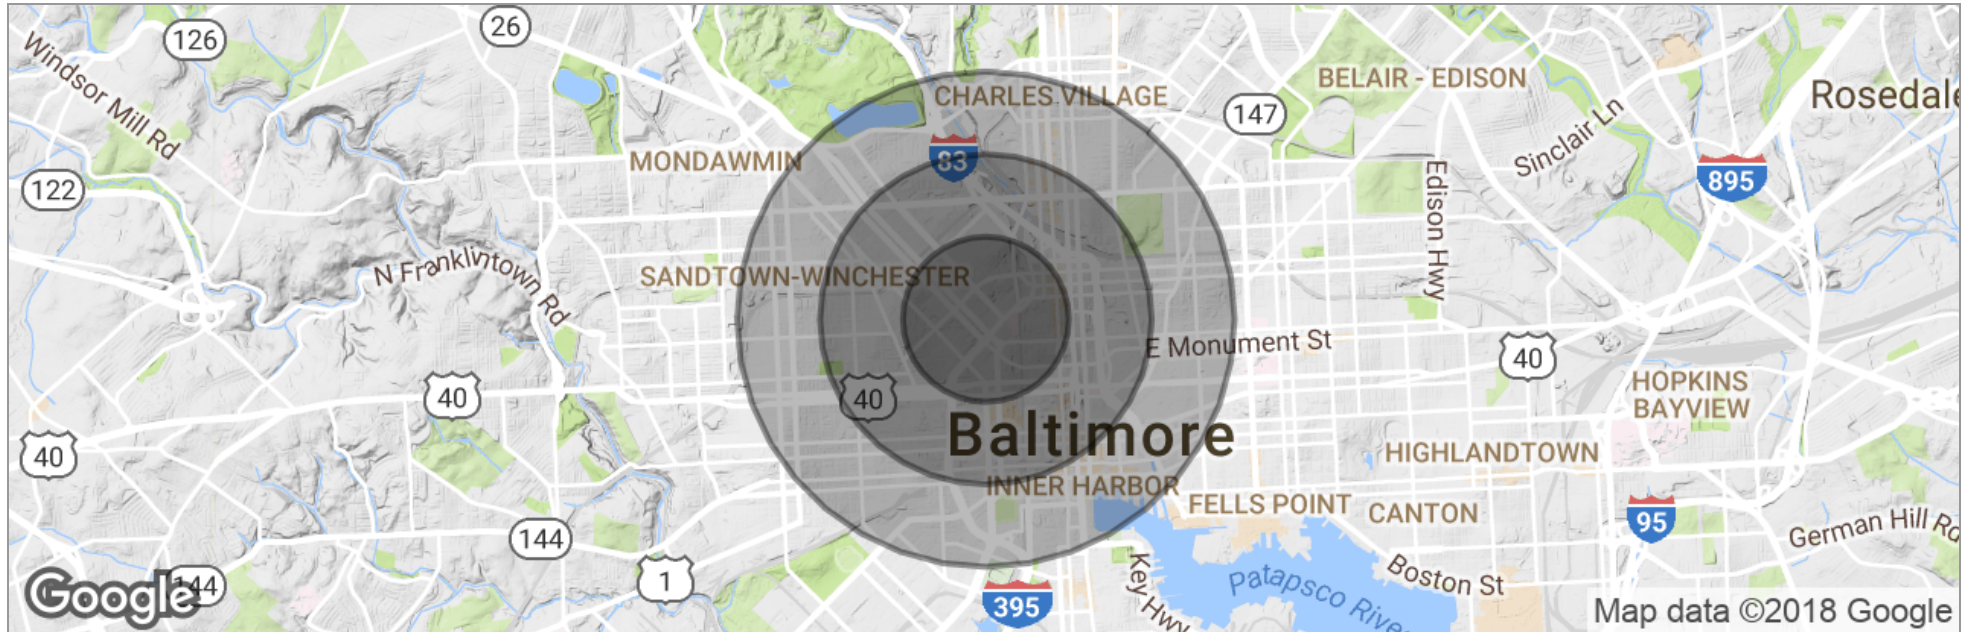 126
26
Windsor Mill Rd
BELAIR - EDISON
Rosedale
CHARLES VILLAGE
147
Sinclair Ln
MONDAWMIN
83
895
122
Edison Hwy
N Franklintown Rd
SANDTOWN-WINCHESTER
E Monument St
40
40
40
HOPKINS
BAYVIEW
Baltimore
40
HIGHLANDTOWN
INNER HARBOR
FELLS POINT
CANTON
95
German Hill Rd
144
1
Key Hwy
Patapsco River
Boston St
395
144
Google
Map data ©2018 Google